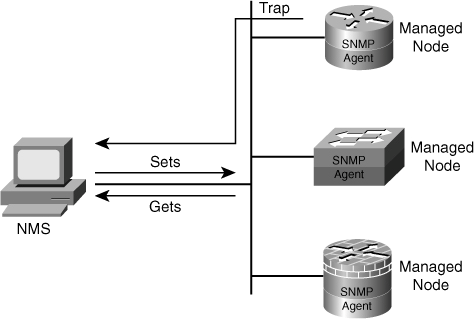 Trap
SNMP
Agent
Managed
Node
Sets
Gets
NMS
SNMP
Agent
Managed
Node
SNMP
Agent
Managed
Node